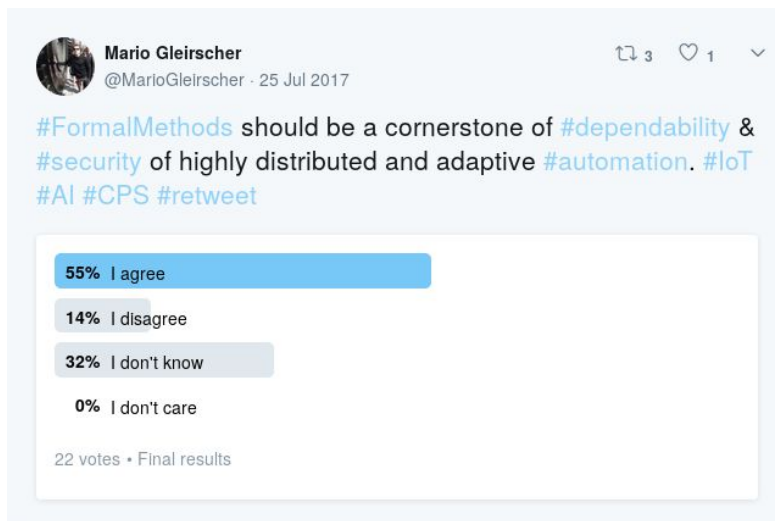 Mario Gleirscher
@MarioGleirscher · 25 Jul 2017
3
1
#FormalMethods should be a cornerstone of #dependability &
#security of highly distributed and adaptive #automation. #IoT
#AI #CPS #retweet
55% I agree
14% I disagree
32% I don't know
0% I don't care
22 votes • Final results